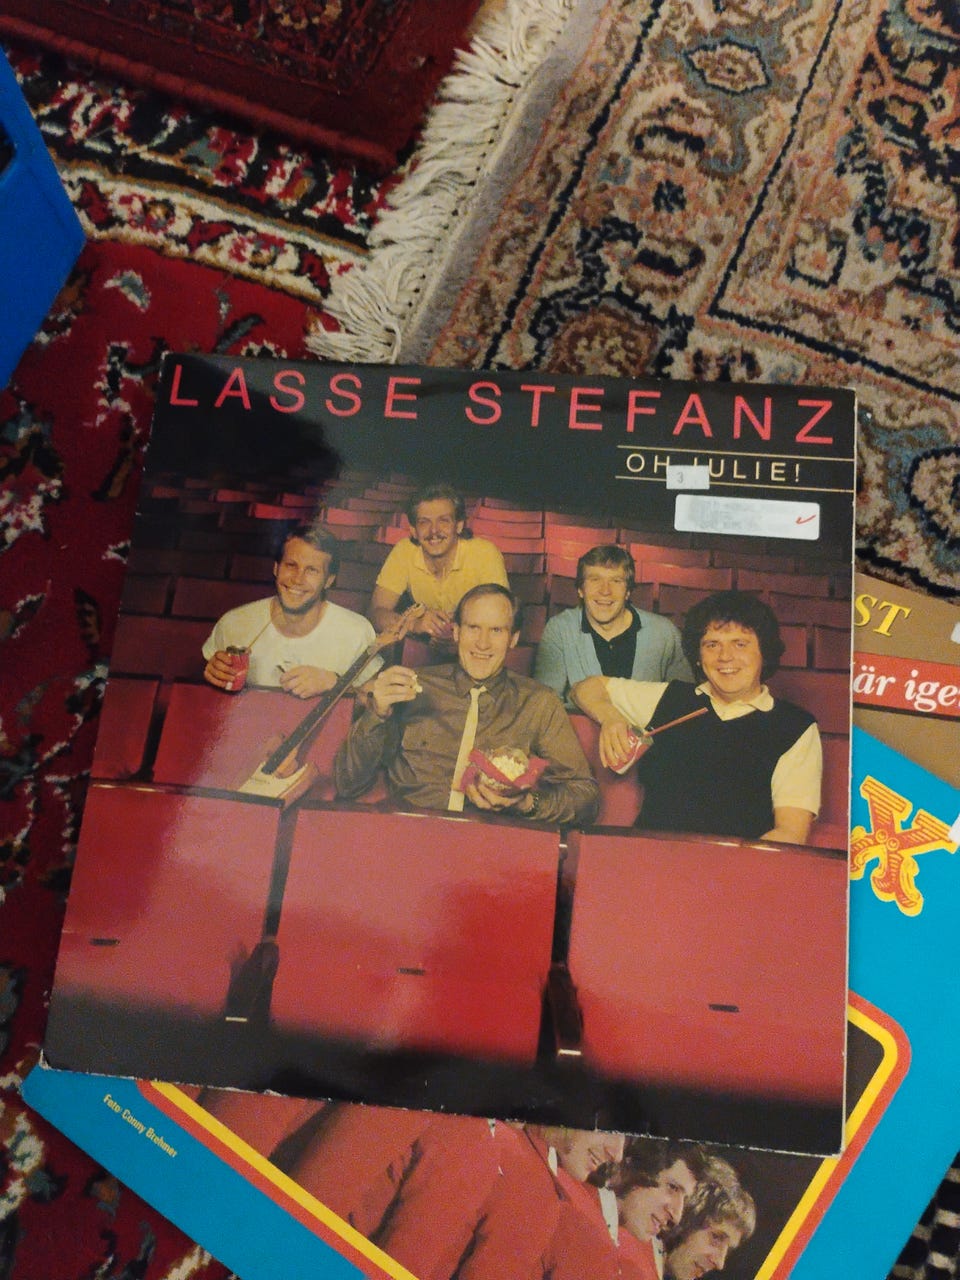 LASSE STEFANZ
OH JULIE!
3
ST
är ige
X
Foto: Conny Brehmer